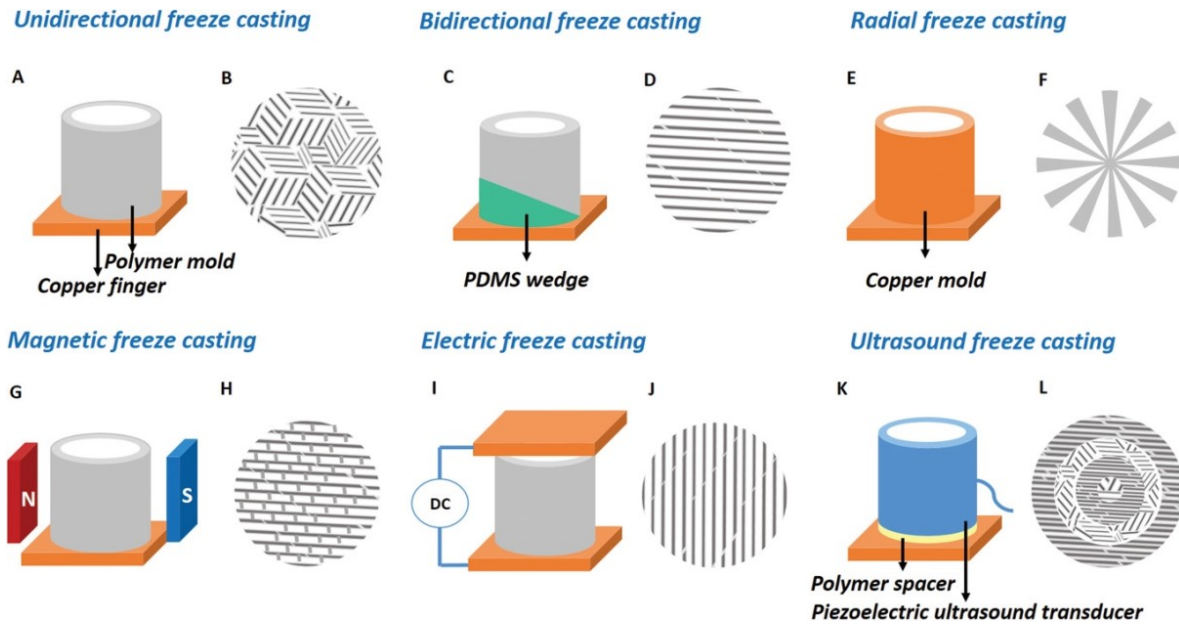 Unidirectional freeze casting
Bidirectional freeze casting
Radial freeze casting
A
B
C
D
E
F
Polymer mold
Copper finger
PDMS wedge
Copper mold
Magnetic freeze casting
Electric freeze casting
Ultrasound freeze casting
G
H
I
J
K
L
N
S
DC
Polymer spacer
Piezoelectric ultrasound transducer